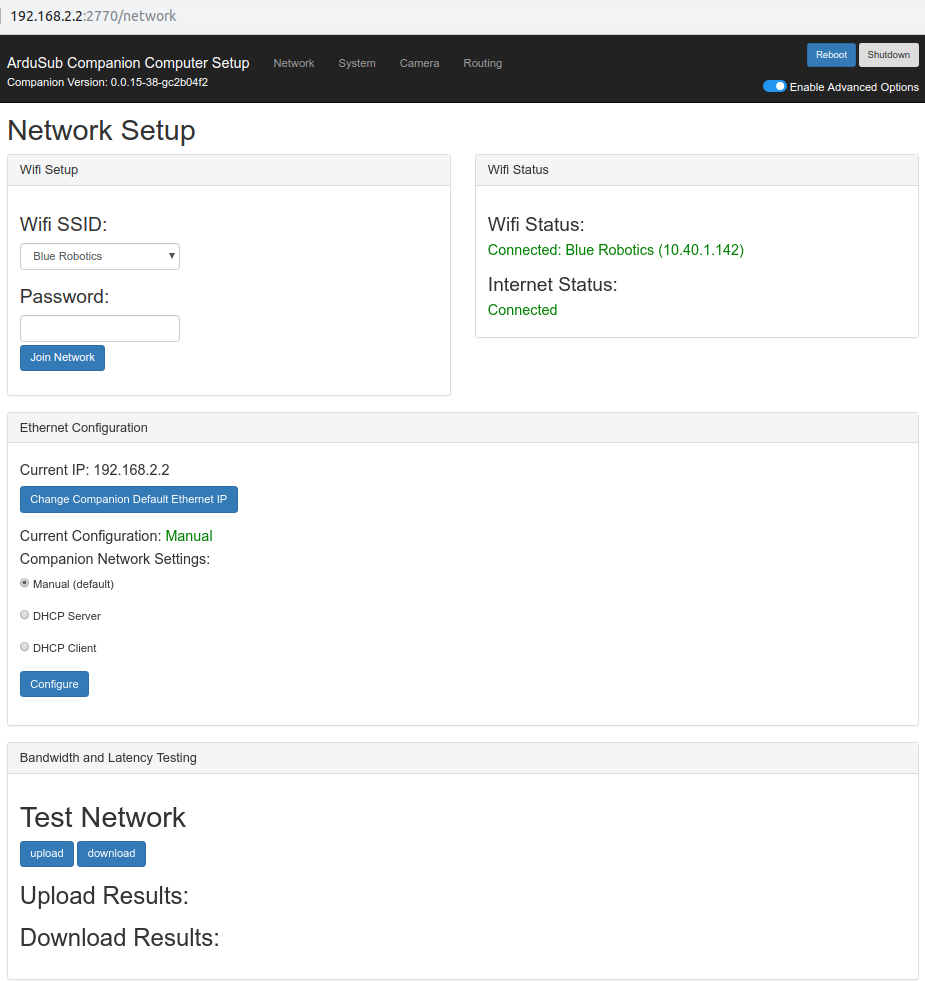 192.168.2.2:2770/network
ArduSub Companion Computer Setup
Network
System
Camera
Routing
Companion Version: 0.0.15-38-gc2b04f2
Reboot
Shutdown
Enable Advanced Options
Network Setup
Wifi Setup
Wifi SSID:
Blue Robotics
Password:
Join Network
Wifi Status
Wifi Status:
Connected: Blue Robotics (10.40.1.142)
Internet Status:
Connected
Ethernet Configuration
Current IP: 192.168.2.2
Change Companion Default Ethernet IP
Current Configuration: Manual
Companion Network Settings:
Manual (default)
DHCP Server
DHCP Client
Configure
Bandwidth and Latency Testing
Test Network
upload
download
Upload Results:
Download Results: